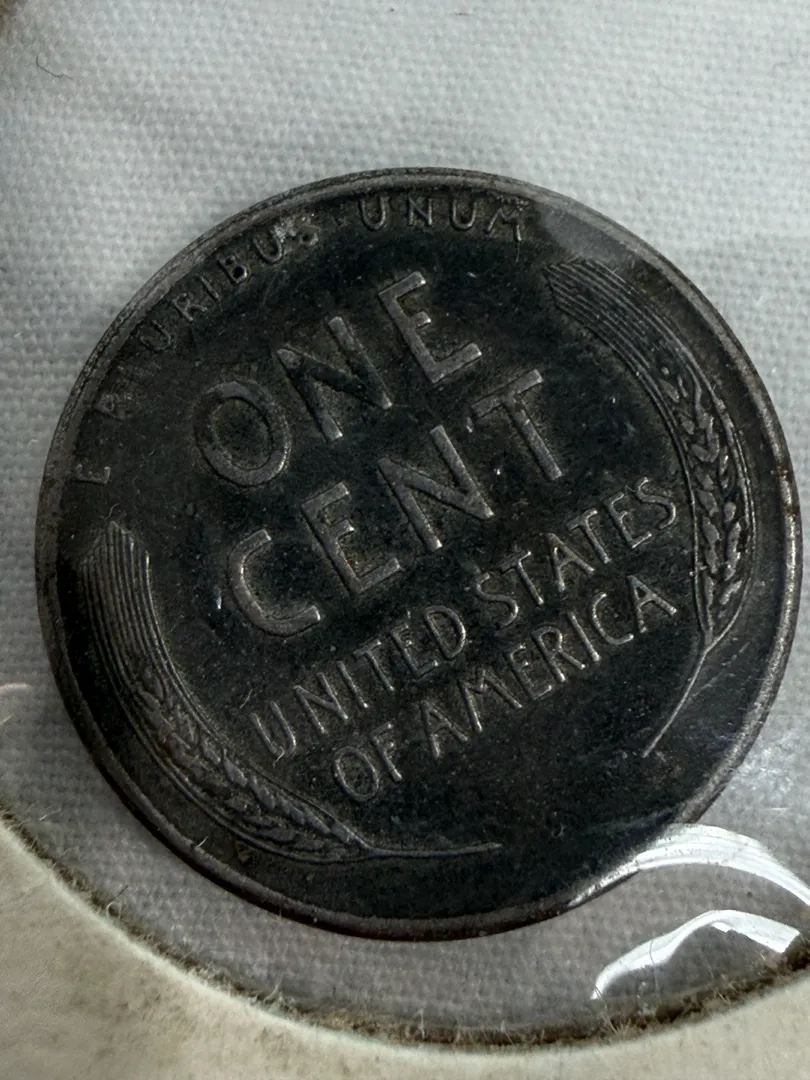 E PLURIBUS UNUM
ONE
CENT
UNITED STATES
OF AMERICA